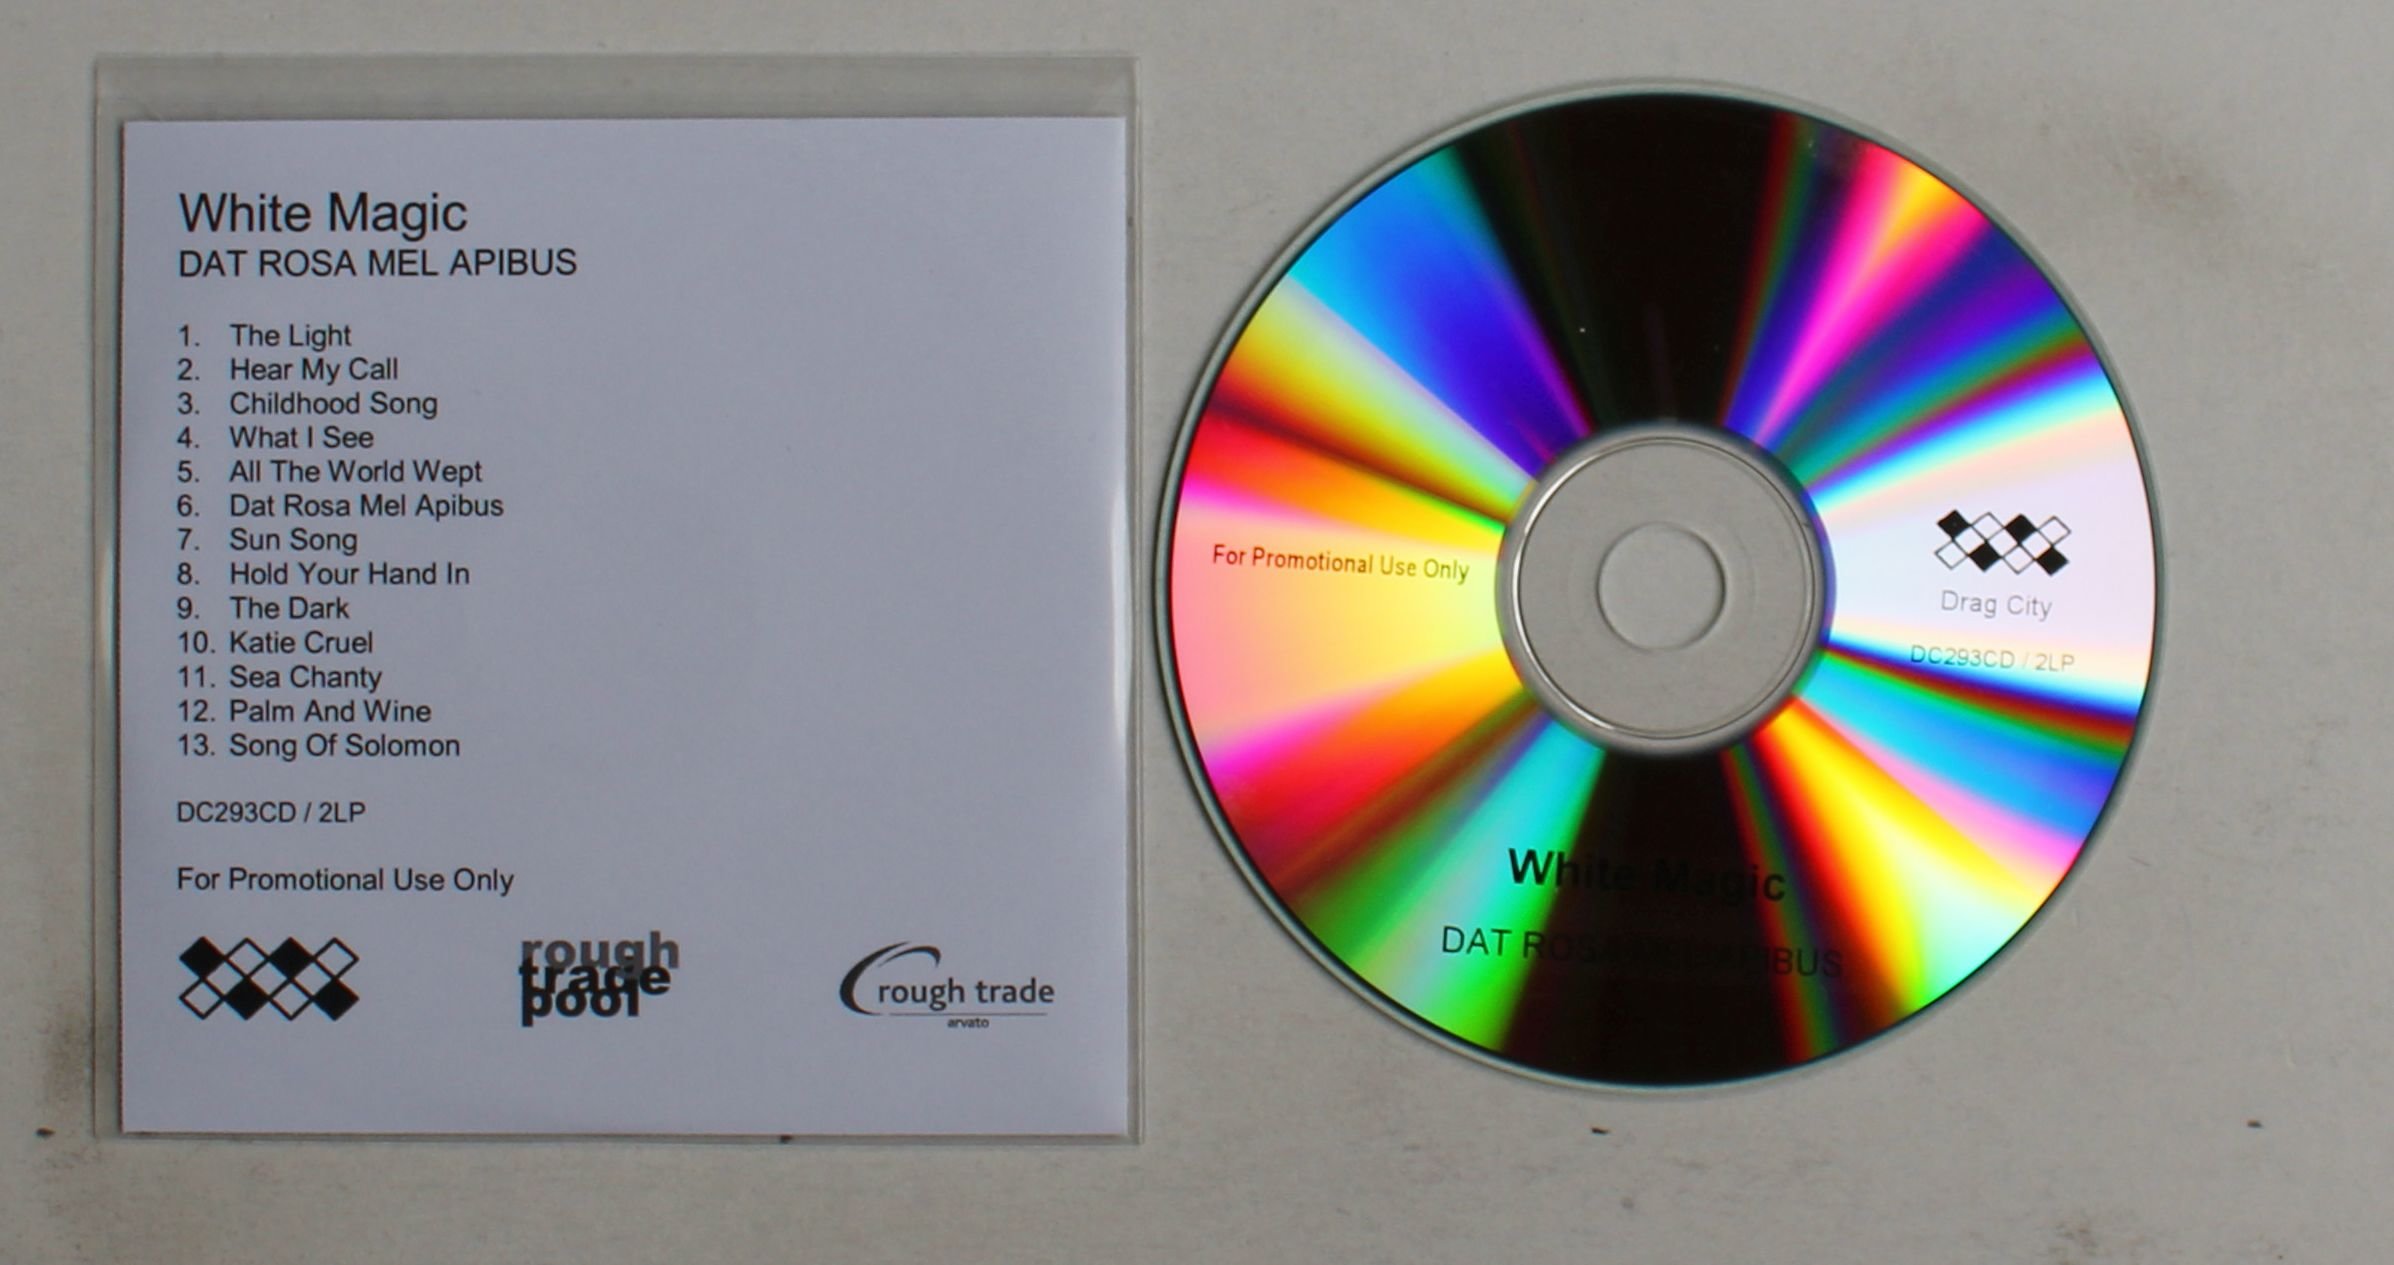 White Magic
DAT ROSA MEL APIBUS
1. The Light
2. Hear My Call
3. Childhood Song
4. What I See
5. All The World Wept
6. Dat Rosa Mel Apibus
7. Sun Song
8. Hold Your Hand In
9. The Dark
10. Katie Cruel
11. Sea Chanty
12. Palm And Wine
13. Song Of Solomon
DC293CD / 2LP
For Promotional Use Only
rough
trade
pool
rough trade
arvato
For Promotional Use Only
Drag City
DC293CD / 2LP
White Magic
DAT ROSA MEL APIBUS